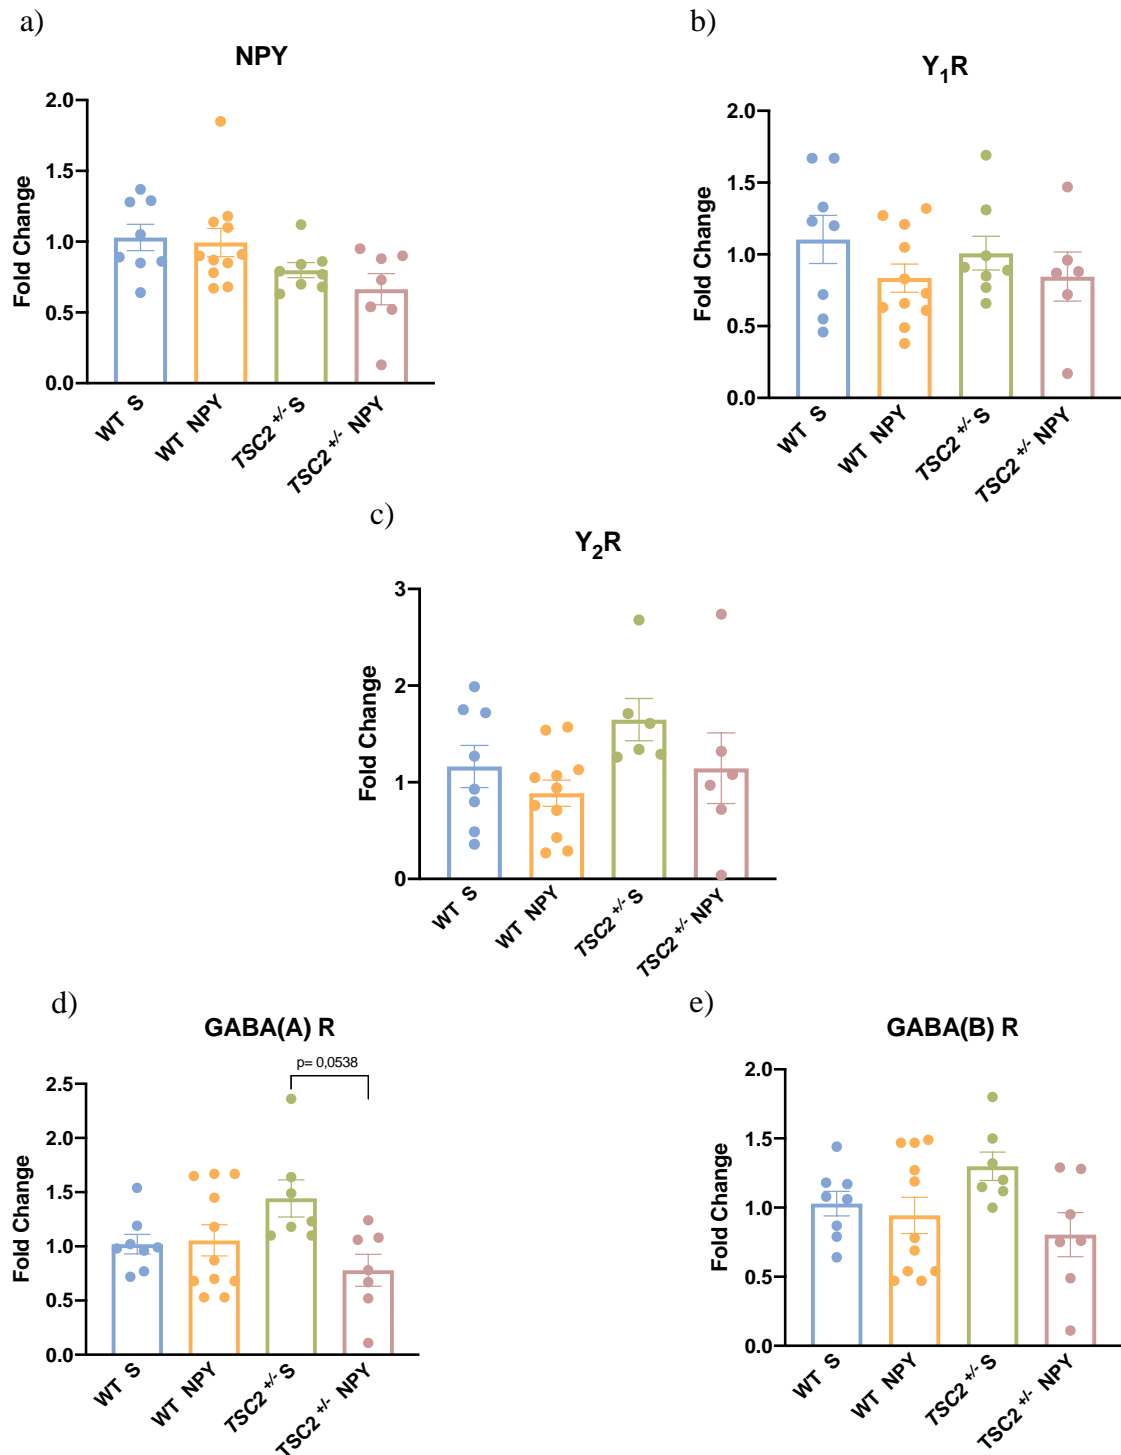 a)
NPY
Fold Change
2.0
1.5
1.0
0.5
0.0
WT S
WT NPY
TSC2 +/- S
TSC2 +/- NPY
b)
Y1R
Fold Change
2.0
1.5
1.0
0.5
0.0
WT S
WT NPY
TSC2 +/- S
TSC2 +/- NPY
c)
Y2R
Fold Change
3
2
1
0
WT S
WT NPY
TSC2 +/- S
TSC2 +/- NPY
d)
GABA(A) R
p= 0,0538
Fold Change
2.5
2.0
1.5
1.0
0.5
0.0
WT S
WT NPY
TSC2 +/- S
TSC2 +/- NPY
e)
GABA(B) R
Fold Change
2.0
1.5
1.0
0.5
0.0
WT S
WT NPY
TSC2 +/- S
TSC2 +/- NPY